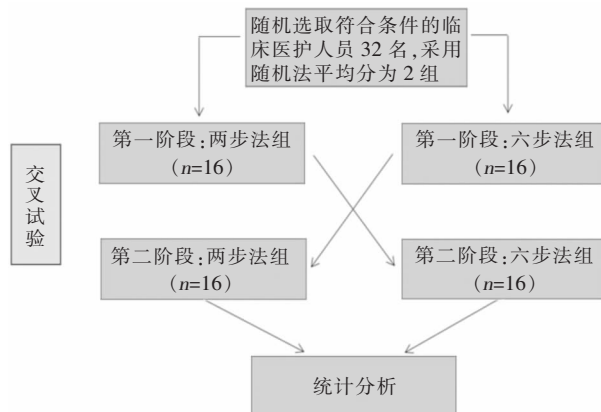 随机选取符合条件的临
床医护人员 32 名,采用
随机法平均分为 2 组
第一阶段:两步法组
(n=16)
第一阶段:六步法组
(n=16)
交叉试验
第二阶段:两步法组
(n=16)
第二阶段:六步法组
(n=16)
统计分析